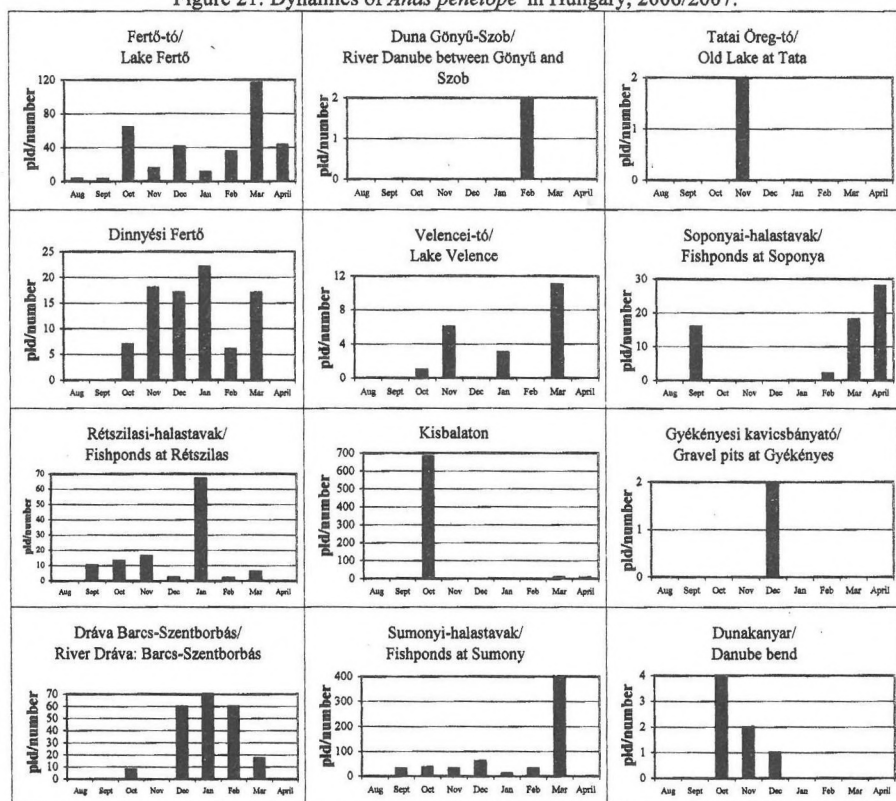 Figure 21. Dynamics of Anas penelope in Hungary, 2006/2007.
Fertő-tó/
Lake Fertő
pld/number
120
80
40
0
Aug Sept Oct Nov Dec Jan Feb Mar April
Duna Gönyű-Szob/
River Danube between Gönyű and
Szob
pld/number
2
1
0
Aug Sept Oct Nov Dec Jan Feb Mar April
Tatai Öreg-tó/
Old Lake at Tata
pld/number
2
1
0
Aug Sept Oct Nov Dec Jan Feb Mar April
Dinnyési Fertő
pld/number
25
20
15
10
5
0
Aug Sept Oct Nov Dec Jan Feb Mar April
Velencei-tó/
Lake Velence
pld/number
12
8
4
0
Aug Sept Oct Nov Dec Jan Feb Mar April
Soponyai-halastavak/
Fishponds at Soponya
pld/number
30
20
10
0
Aug Sept Oct Nov Dec Jan Feb Mar April
Rétszilasi-halastavak/
Fishponds at Rétszilas
pld/number
70
60
50
40
30
20
10
0
Aug Sept Oct Nov Dec Jan Feb Mar April
Kisbalaton
pld/number
700
600
500
400
300
200
100
0
Aug Sept Oct Nov Dec Jan Feb Mar April
Gyékényesi kavicsbányató/
Gravel pits at Gyékényes
pld/number
2
1
0
Aug Sept Oct Nov Dec Jan Feb Mar April
Dráva Barcs-Szentborbás/
River Dráva: Barcs-Szentborbás
pld/number
70
60
50
40
30
20
10
0
Aug Sept Oct Nov Dec Jan Feb Mar April
Sumonyi-halastavak/
Fishponds at Sumony
pld/number
400
300
200
100
0
Aug Sept Oct Nov Dec Jan Feb Mar April
Dunakanyar/
Danube bend
pld/number
4
3
2
1
0
Aug Sept Oct Nov Dec Jan Feb Mar April